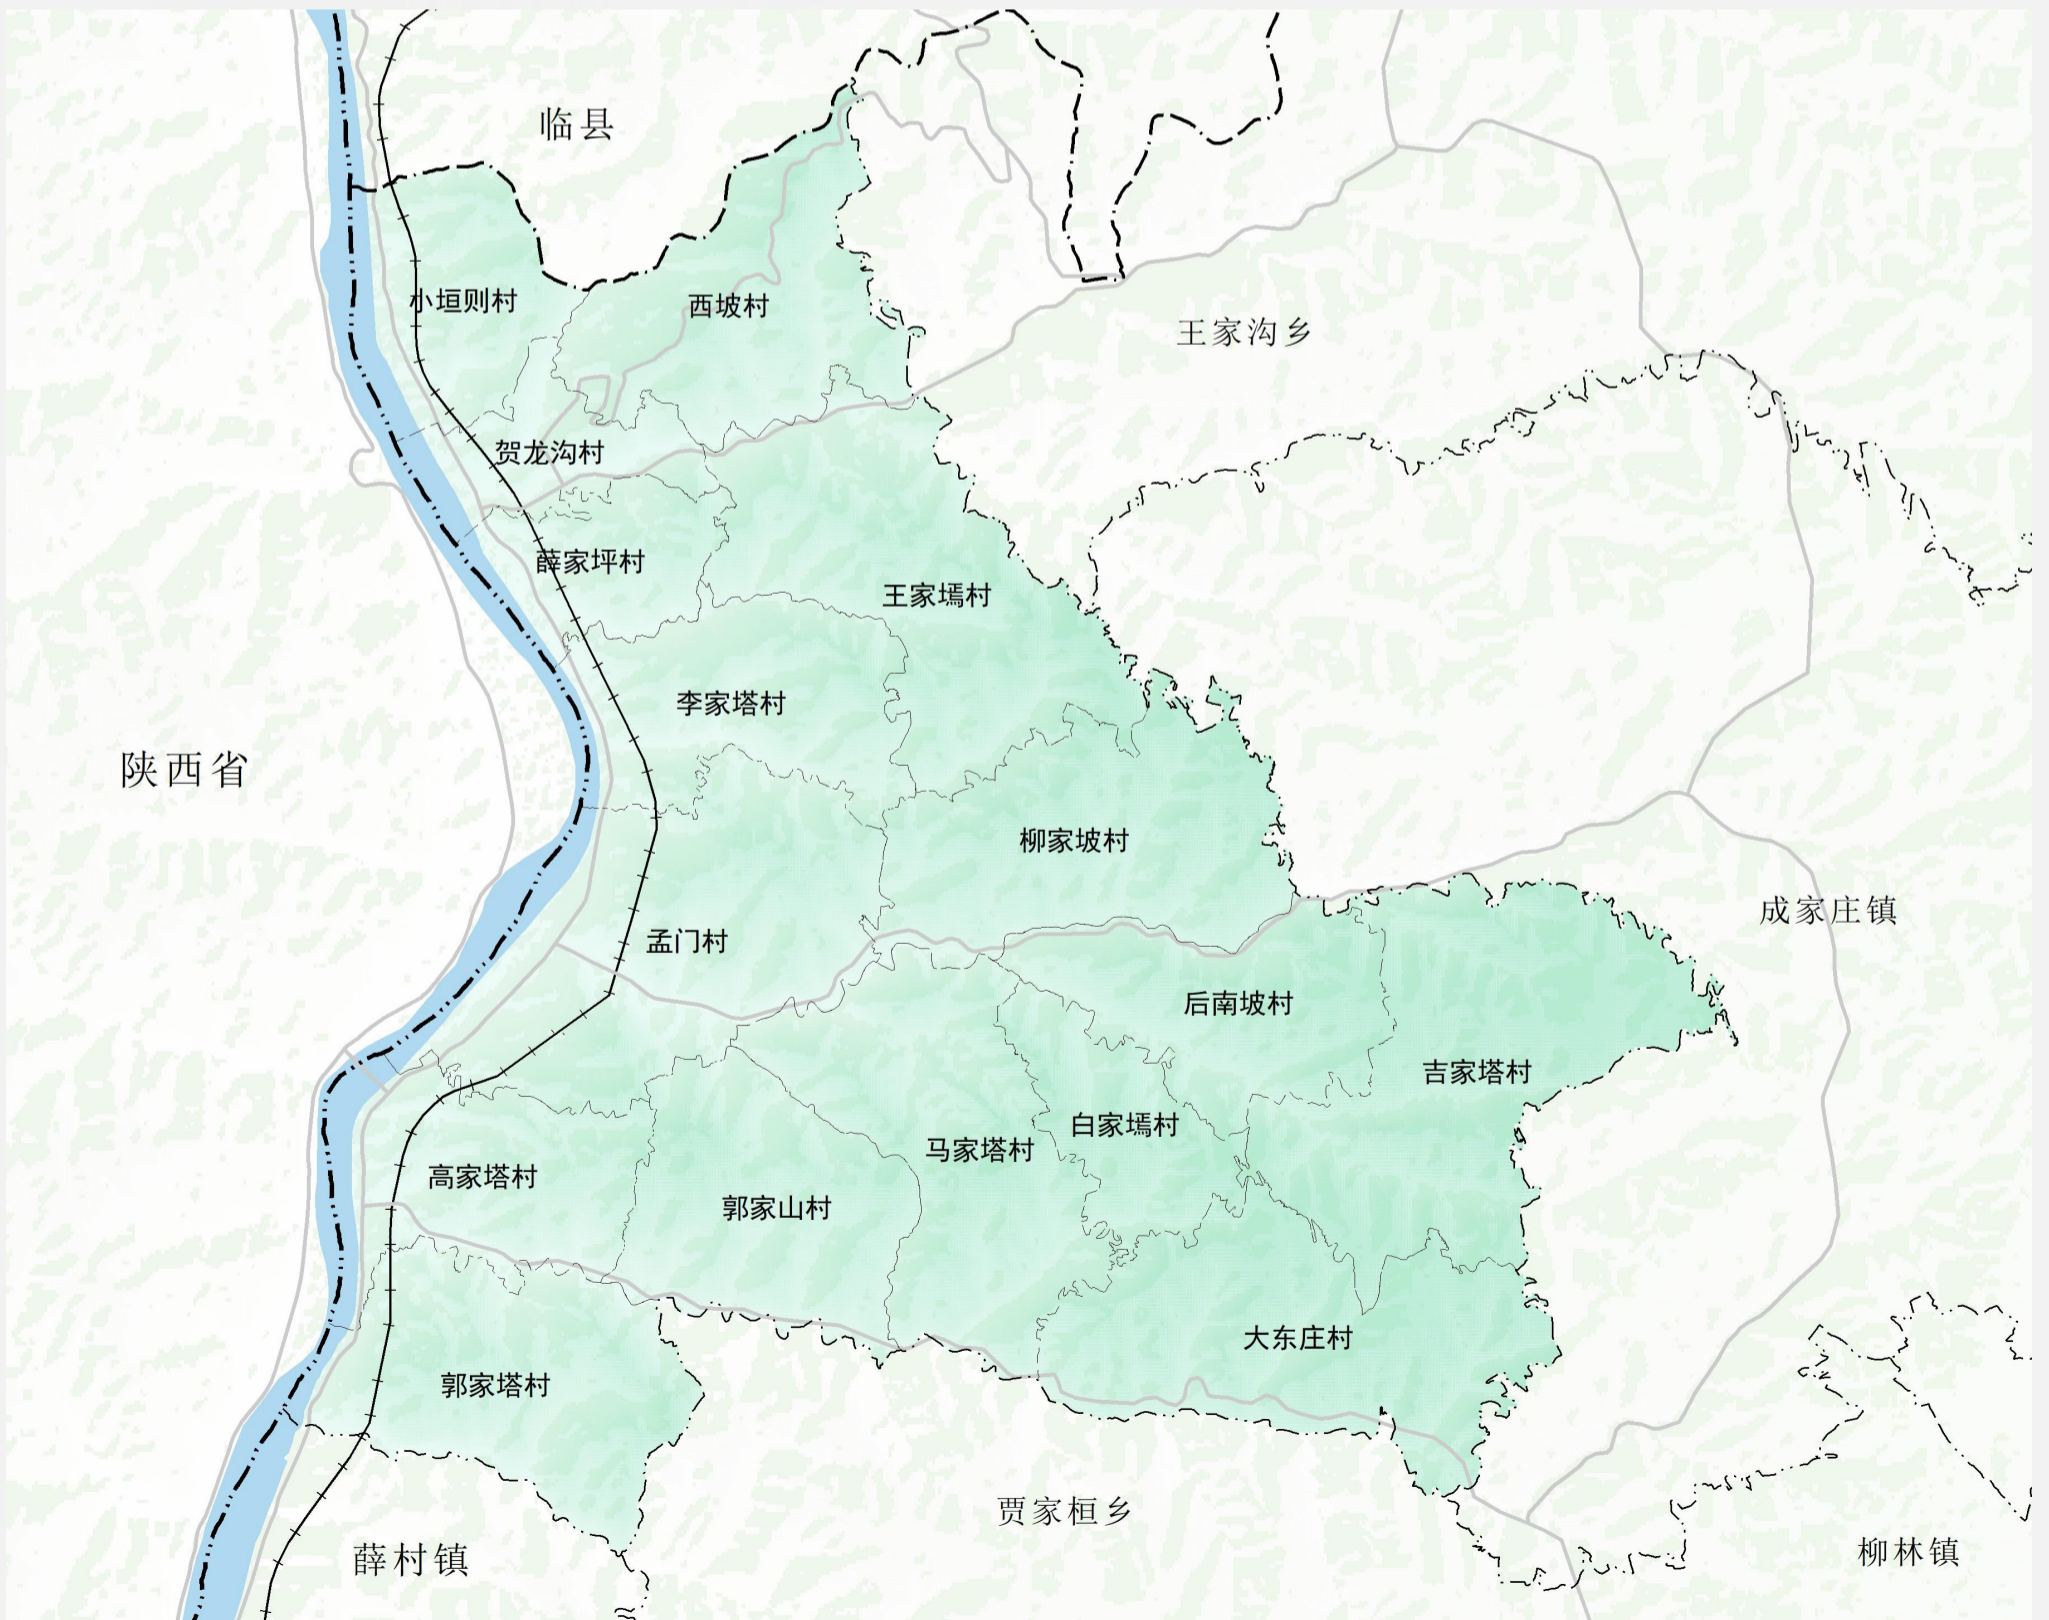 临县
小垣则村
西坡村
王家沟乡
贺龙沟村
薛家坪村
王家墕村
李家塔村
陕西省
柳家坡村
成家庄镇
孟门村
后南坡村
吉家塔村
白家墕村
马家塔村
高家塔村
郭家山村
大东庄村
郭家塔村
贾家桓乡
柳林镇
薛村镇